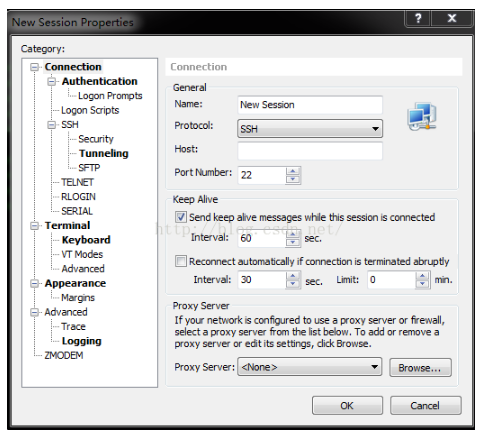 New Session Properties
? X
Category:
Connection
Authentication
Logon Prompts
Logon Scripts
SSH
Security
Tunneling
SFTP
TELNET
RLOGIN
SERIAL
Terminal
Keyboard
VT Modes
Advanced
Appearance
Margins
Advanced
Trace
Logging
ZMODEM
Connection
General
Name: New Session
Protocol: SSH
Host:
Port Number: 22
Keep Alive
Send keep alive messages while this session is connected
http://blog.csdn.net/
Interval: 60 sec.
Reconnect automatically if connection is terminated abruptly
Interval: 30 sec. Limit: 0 min.
Proxy Server
If your network is configured to use a proxy server or firewall,
select a proxy server from the list below. To add or remove a
proxy server or edit its settings, click Browse.
Proxy Server: <None> Browse...
OK Cancel